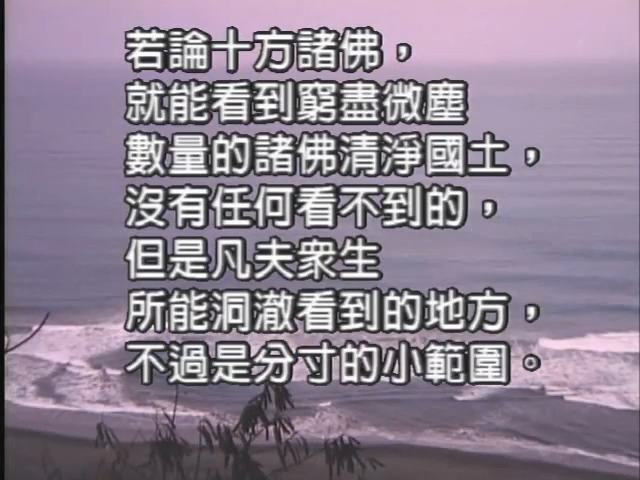 若論十方諸佛，
就能看到窮盡微塵
數量的諸佛清淨國土，
沒有任何看不到的，
但是凡夫眾生
所能洞澈看到的地方，
不過是分寸的小範圍。